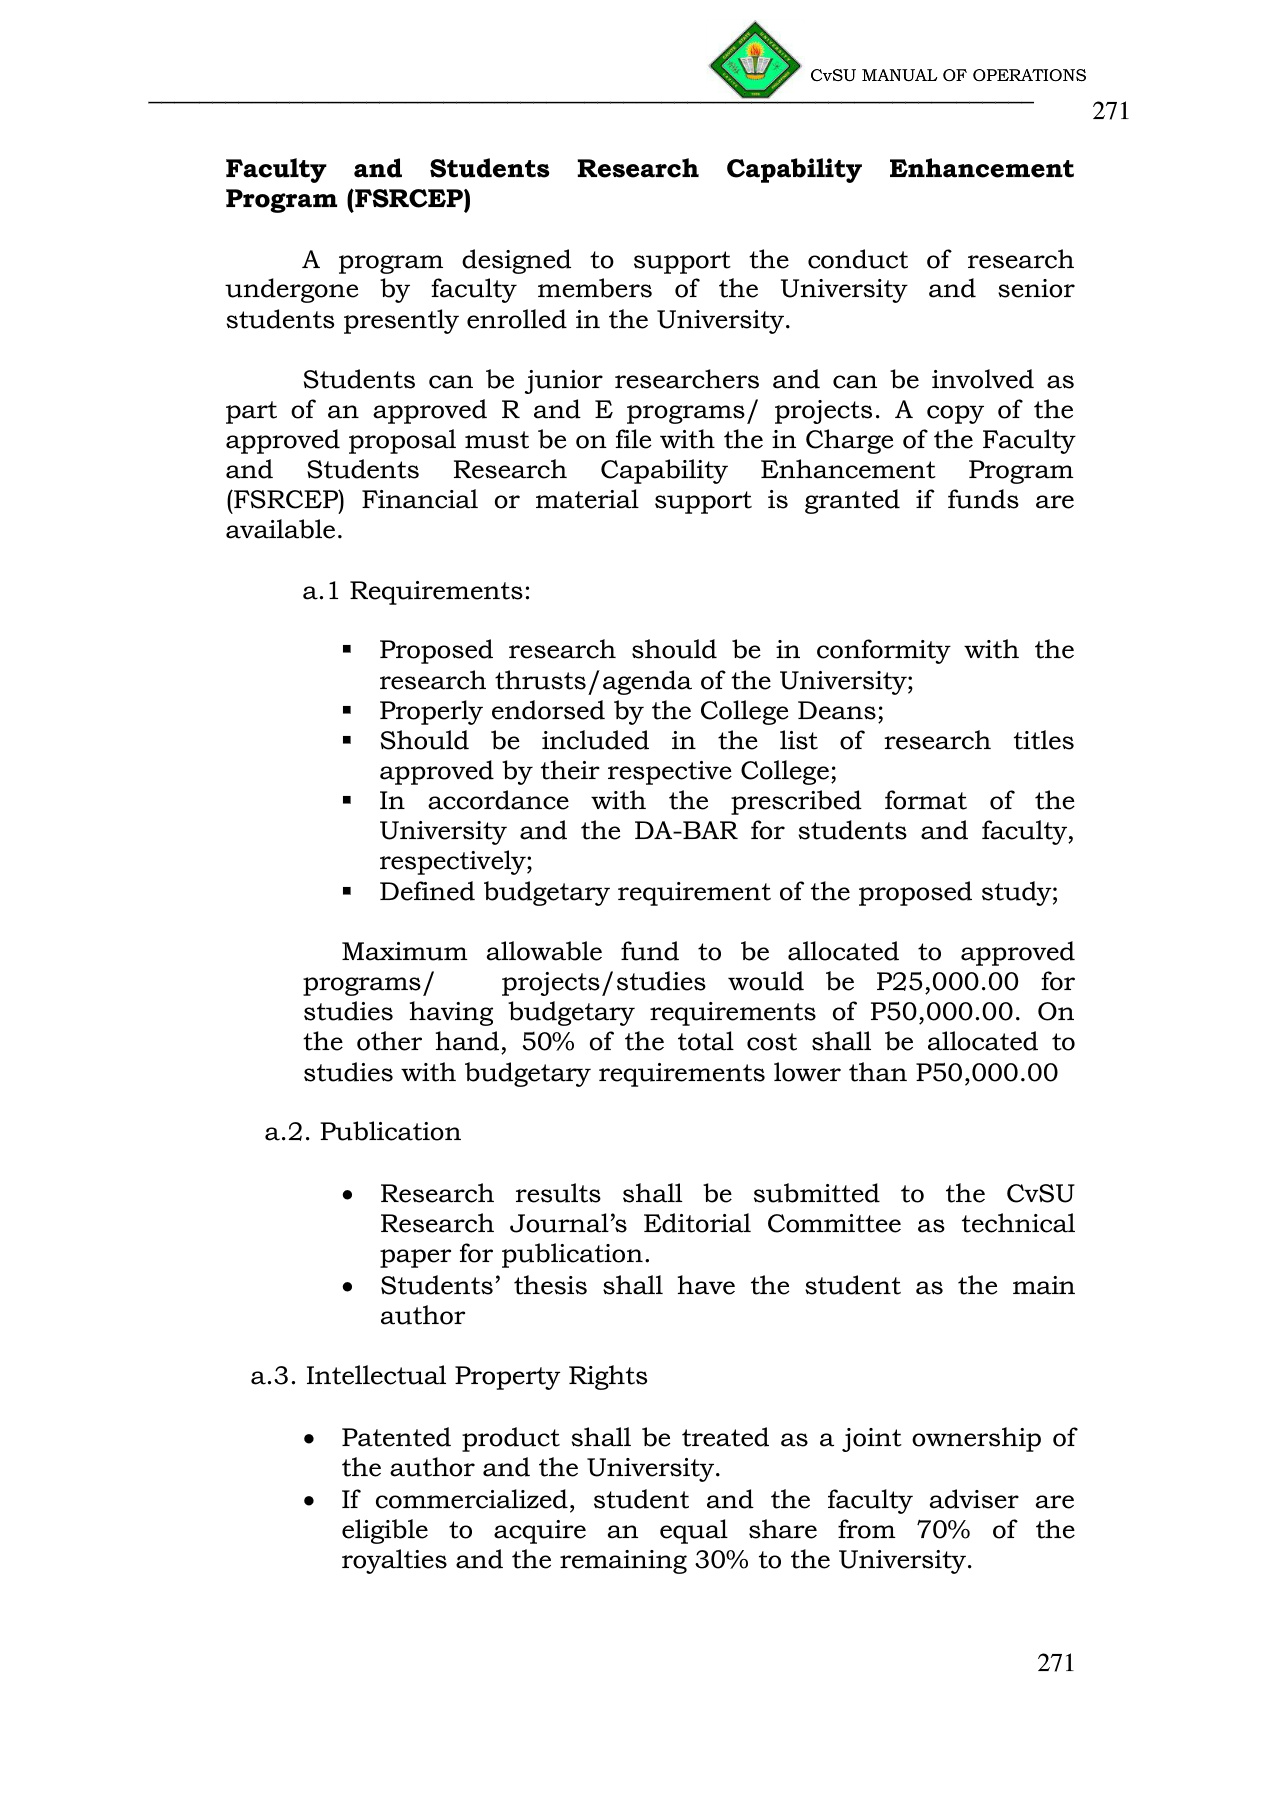 CvSU MANUAL OF OPERATIONS
271
Faculty and Students Research Capability Enhancement
Program (FSRCEP)
A program designed to support the conduct of research
undergone by faculty members of the University and senior
students presently enrolled in the University.
Students can be junior researchers and can be involved as
part of an approved R and E programs/ projects. A copy of the
approved proposal must be on file with the in Charge of the Faculty
and Students Research Capability Enhancement Program
(FSRCEP) Financial or material support is granted if funds are
available.
a.1 Requirements:
▪ Proposed research should be in conformity with the
research thrusts/agenda of the University;
▪ Properly endorsed by the College Deans;
▪ Should be included in the list of research titles
approved by their respective College;
▪ In accordance with the prescribed format of the
University and the DA-BAR for students and faculty,
respectively;
▪ Defined budgetary requirement of the proposed study;
Maximum allowable fund to be allocated to approved
programs/ projects/studies would be P25,000.00 for
studies having budgetary requirements of P50,000.00. On
the other hand, 50% of the total cost shall be allocated to
studies with budgetary requirements lower than P50,000.00
a.2. Publication
• Research results shall be submitted to the CvSU
Research Journal’s Editorial Committee as technical
paper for publication.
• Students’ thesis shall have the student as the main
author
a.3. Intellectual Property Rights
• Patented product shall be treated as a joint ownership of
the author and the University.
• If commercialized, student and the faculty adviser are
eligible to acquire an equal share from 70% of the
royalties and the remaining 30% to the University.
271